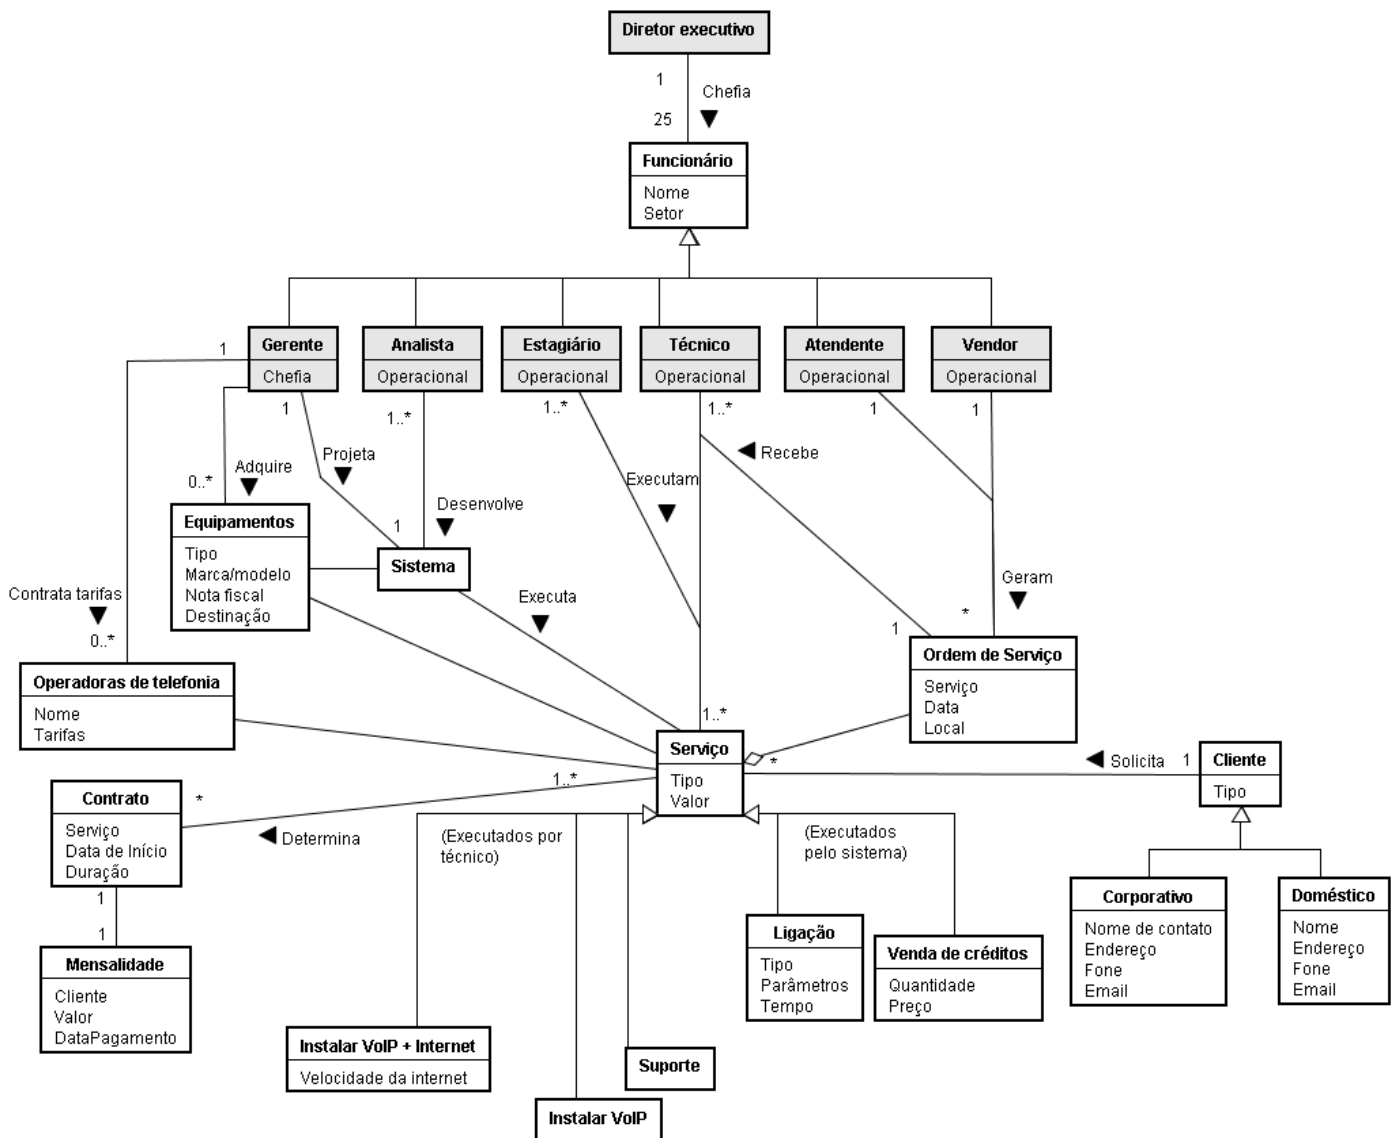 Diretor executivo
1
Chefia
25
Funcionário
Nome
Setor
Gerente
Chefia
Analista
Operacional
Estagiário
Operacional
Técnico
Operacional
Atendente
Operacional
Vendor
Operacional
1
1
1..*
1..*
1..*
1
1
Projeta
Recebe
Adquire
0..*
Executam
Desenvolve
1
Equipamentos
Tipo
Marca/modelo
Nota fiscal
Destinação
Sistema
Contrata tarifas
0..*
Executa
Geram
*
1
Operadoras de telefonia
Nome
Tarifas
Ordem de Serviço
Serviço
Data
Local
1..*
Serviço
Tipo
Valor
*
Solicita
1
Cliente
Tipo
1..*
*
Determina
Contrato
Serviço
Data de Início
Duração
1
1
Mensalidade
Cliente
Valor
DataPagamento
(Executados por
técnico)
(Executados
pelo sistema)
Ligação
Tipo
Parâmetros
Tempo
Venda de créditos
Quantidade
Preço
Corporativo
Nome de contato
Endereço
Fone
Email
Doméstico
Nome
Endereço
Fone
Email
Instalar VoIP + Internet
Velocidade da internet
Suporte
Instalar VoIP